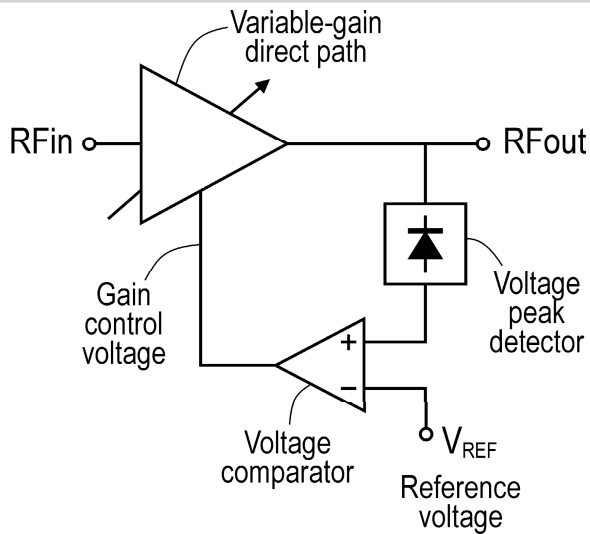 Variable-gain
direct path
RFin
RFout
Gain
control
voltage
Voltage
peak
detector
+
−
Voltage
comparator
VREF
Reference
voltage